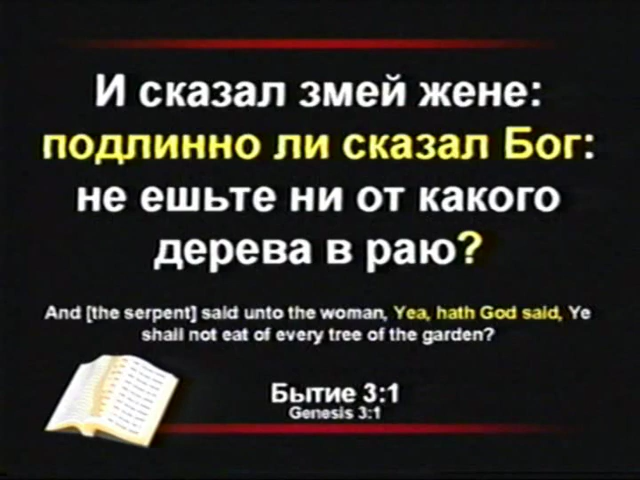 И сказал змей жене:
подлинно ли сказал Бог:
не ешьте ни от какого
дерева в раю?
And [the serpent] said unto the woman, Yea, hath God said, Ye
shall not eat of every tree of the garden?
Бытие 3:1
Genesis 3:1